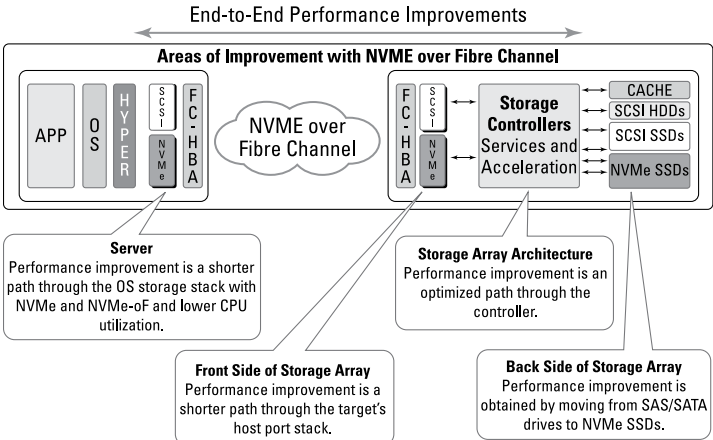 End-to-End Performance Improvements
Areas of Improvement with NVME over Fibre Channel
APP
OS
HYPER
SCSI
NVMe
FC-HBA
NVME over
Fibre Channel
FC-HBA
SCSI
NVMe
Storage
Controllers
Services and
Acceleration
CACHE
SCSI HDDs
SCSI SSDs
NVMe SSDs
Server
Performance improvement is a shorter
path through the OS storage stack with
NVMe and NVMe-oF and lower CPU
utilization.
Storage Array Architecture
Performance improvement is an
optimized path through the
controller.
Front Side of Storage Array
Performance improvement is a
shorter path through the target's
host port stack.
Back Side of Storage Array
Performance improvement is
obtained by moving from SAS/SATA
drives to NVMe SSDs.